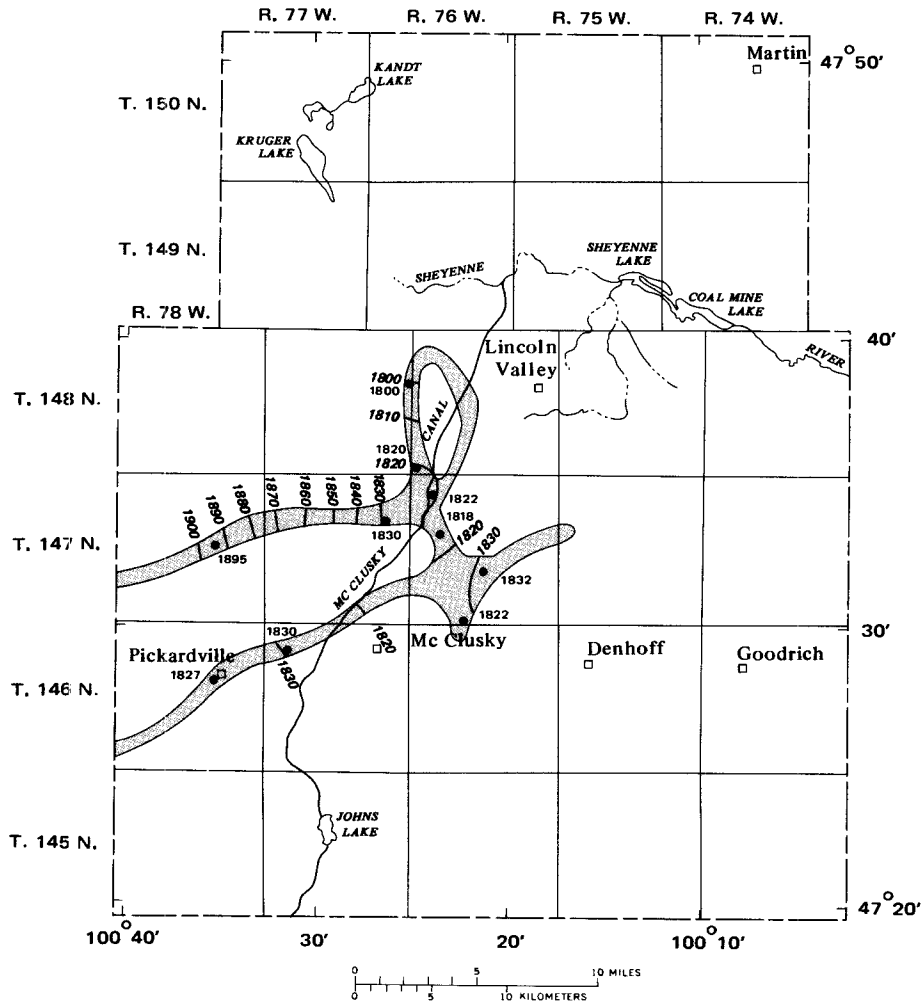 R. 77 W. R. 76 W. R. 75 W. R. 74 W.
Martin
47° 50'
KANDT
LAKE
T. 150 N.
KRUGER
LAKE
T. 149 N.
SHEYENNE
SHEYENNE
LAKE
COAL MINE
LAKE
R. 78 W.
RIVER
40'
Lincoln
Valley
1800
1800
T. 148 N.
1810
CANAL
1820
1820
1900
1890
1880
1870
1860
1850
1840
1830
1822
1818
1820
1830
T. 147 N.
1895
1830
1832
MC CLUSKY
1822
30'
1830
1820
Mc Clusky
Denhoff
Goodrich
Pickardville
1827
1830
T. 146 N.
JOHNS
LAKE
T. 145 N.
47° 20'
100° 40' 30' 20' 100° 10'
0 5 10 MILES
0 5 10 KILOMETERS